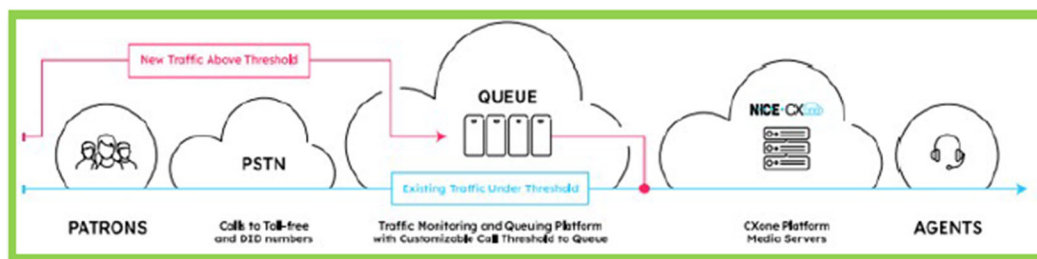 New Traffic Above Threshold
QUEUE
NICE CXone
PSTN
Existing Traffic Under Threshold
PATRONS
Calls to Toll-free
and DID numbers
Traffic Monitoring and Queuing Platform
with Customizable Call Threshold to Queue
CXone Platform
Media Servers
AGENTS